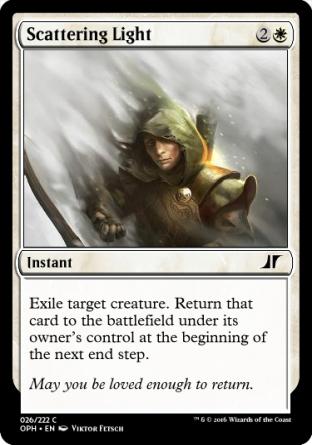 Scattering Light 2
Instant
Exile target creature. Return that
card to the battlefield under its
owner's control at the beginning of
the next end step.
May you be loved enough to return.
026/222 C
OPH • EN Viktor Fetsch
™ & © 2016 Wizards of the Coast